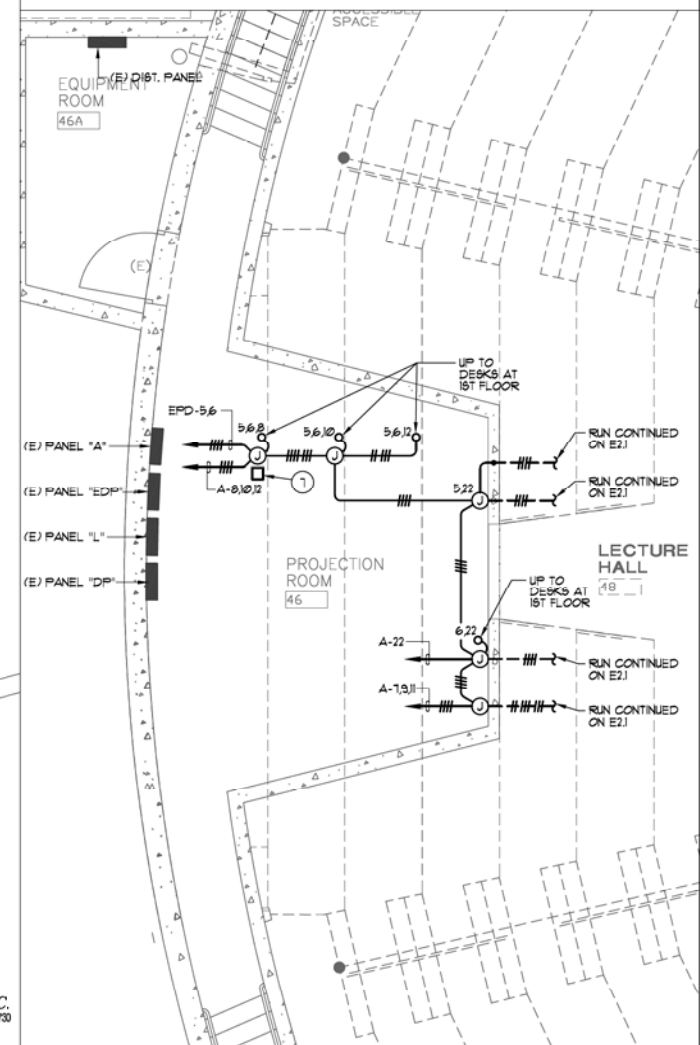 ACCESSIBLE
SPACE
(E) DIST. PANEL
EQUIPMENT
ROOM
46A
(E)
UP TO
DESKS AT
1ST FLOOR
EPD-5,6
5,6,8
5,6,10
5,6,12
(E) PANEL "A"
J
J
RUN CONTINUED
ON E2.1
A-8,10,12
7
5,22
(E) PANEL "EDP"
J
RUN CONTINUED
ON E2.1
(E) PANEL "L"
PROJECTION
ROOM
46
LECTURE
HALL
48
(E) PANEL "DP"
UP TO
DESKS AT
1ST FLOOR
6,22
A-22
J
RUN CONTINUED
ON E2.1
A-7,9,11
J
RUN CONTINUED
ON E2.1